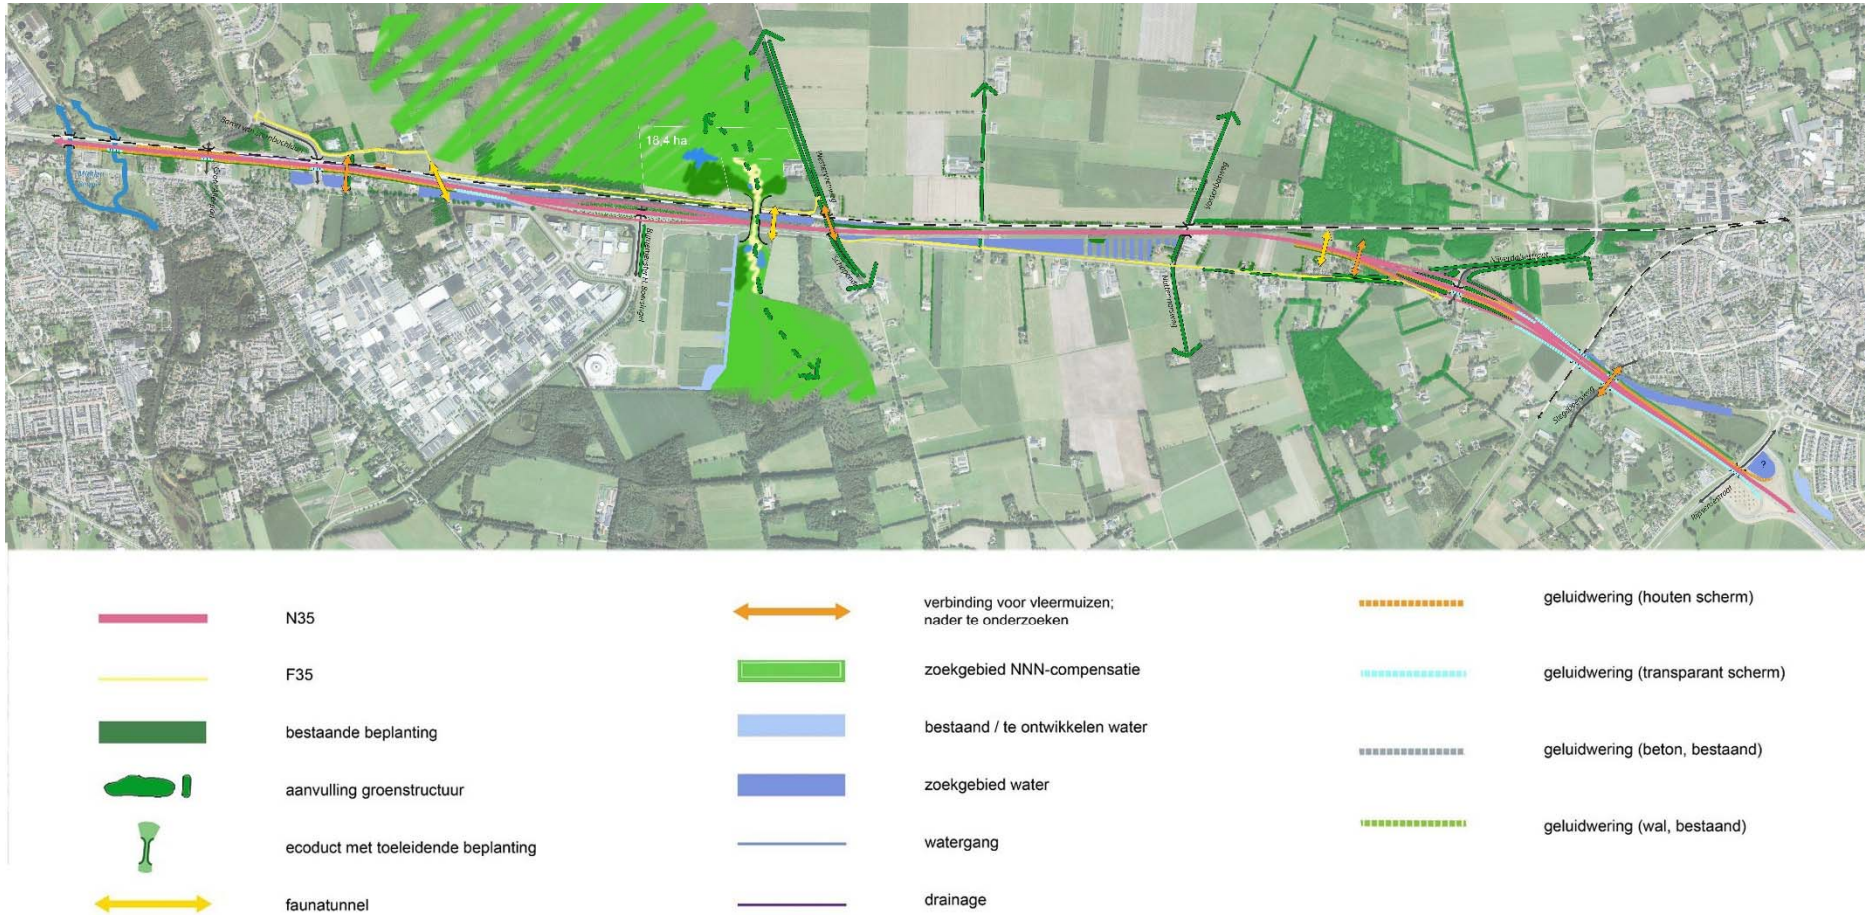 18,4 ha
Vossenbosweg
Nijverdalsestraat
?
N35
F35
bestaande beplanting
aanvulling groenstructuur
ecoduct met toeleidende beplanting
faunatunnel
verbinding voor vleermuizen;
nader te onderzoeken
zoekgebied NNN-compensatie
bestaand / te ontwikkelen water
zoekgebied water
watergang
drainage
geluidwering (houten scherm)
geluidwering (transparant scherm)
geluidwering (beton, bestaand)
geluidwering (wal, bestaand)